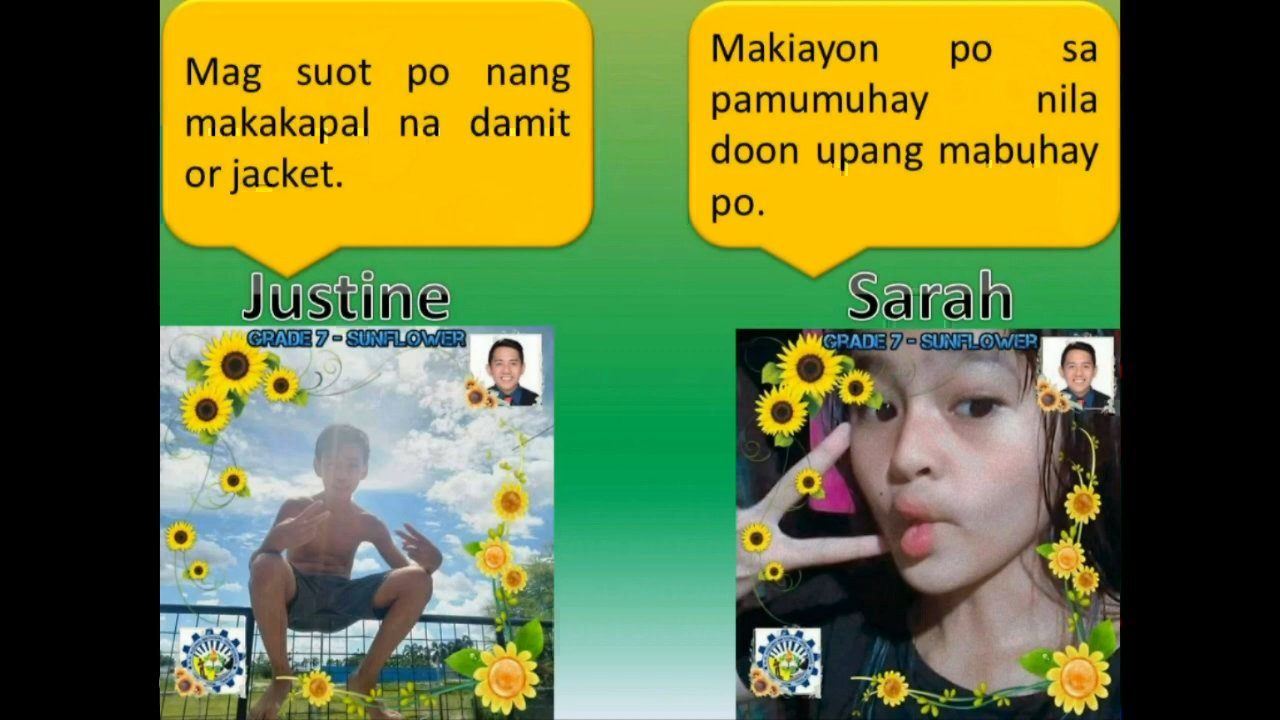 Mag suot po nang
makakapal na damit
or jacket.
Makiayon po sa
pamumuhay nila
doon upang mabuhay
po.
Justine
Sarah
GRADE 7 - SUNFLOWER
GRADE 7 - SUNFLOWER